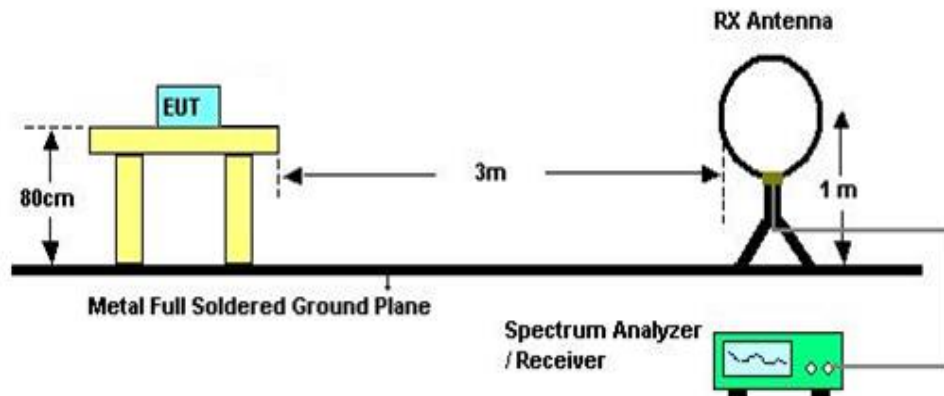 RX Antenna
EUT
80cm
3m
1 m
Metal Full Soldered Ground Plane
Spectrum Analyzer
/ Receiver